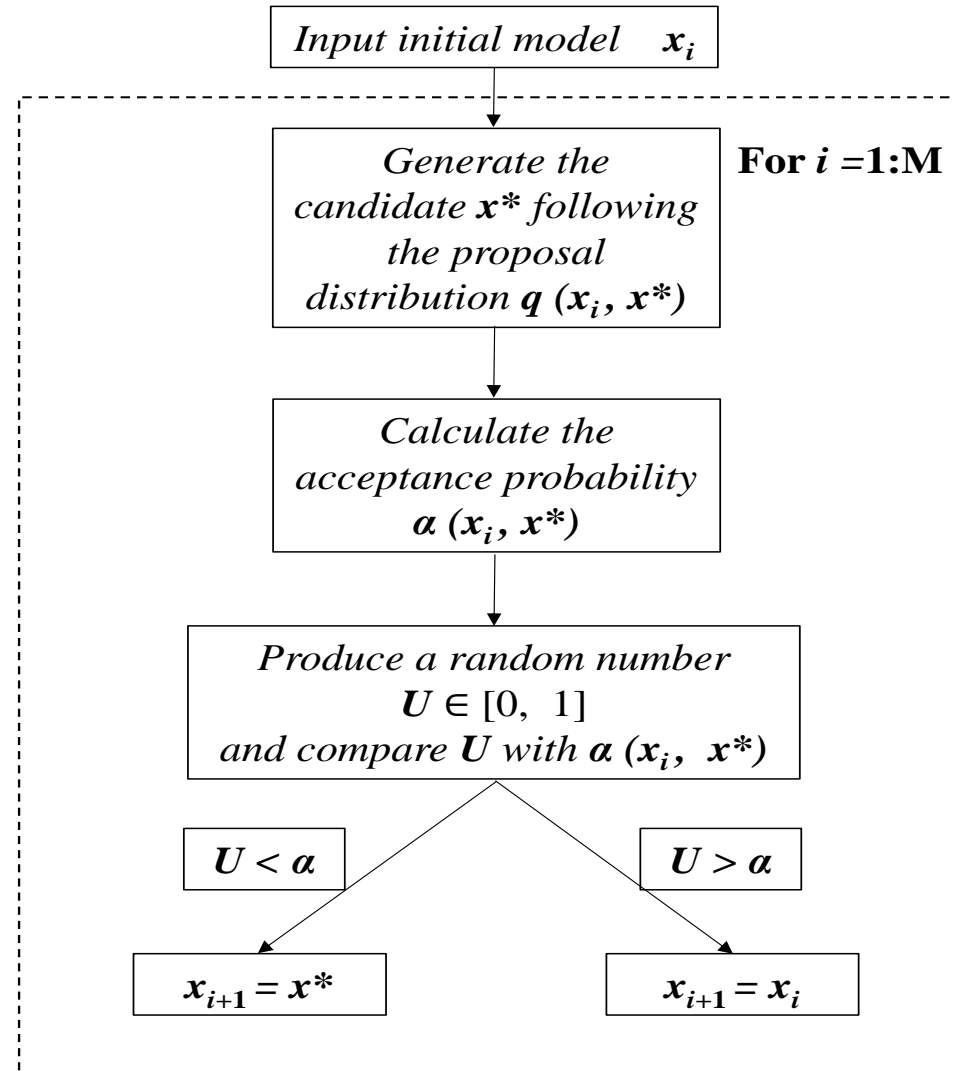 Input initial model x_i
For i =1:M
Generate the
candidate x* following
the proposal
distribution q (x_i, x*)
Calculate the
acceptance probability
α (x_i, x*)
Produce a random number
U ∈ [0, 1]
and compare U with α (x_i, x*)
U < α
U > α
x_{i+1} = x*
x_{i+1} = x_i